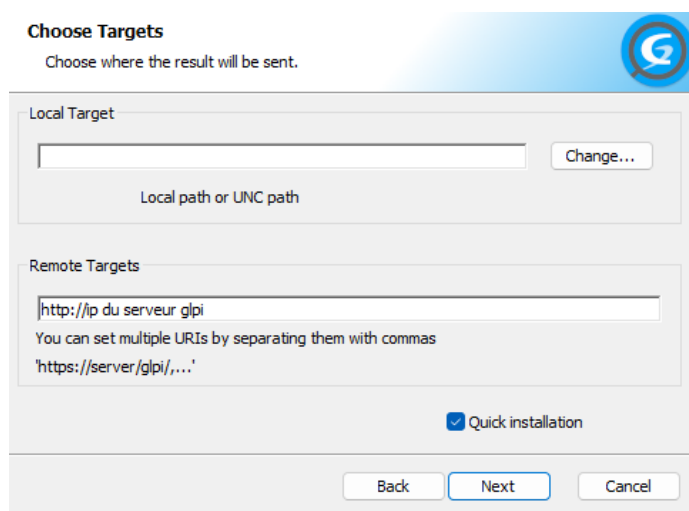 Choose Targets
Choose where the result will be sent.
Local Target
Change...
Local path or UNC path
Remote Targets
http://ip du serveur glpi
You can set multiple URIs by separating them with commas
'https://server/glpi/,...'
Quick installation
Back Next Cancel